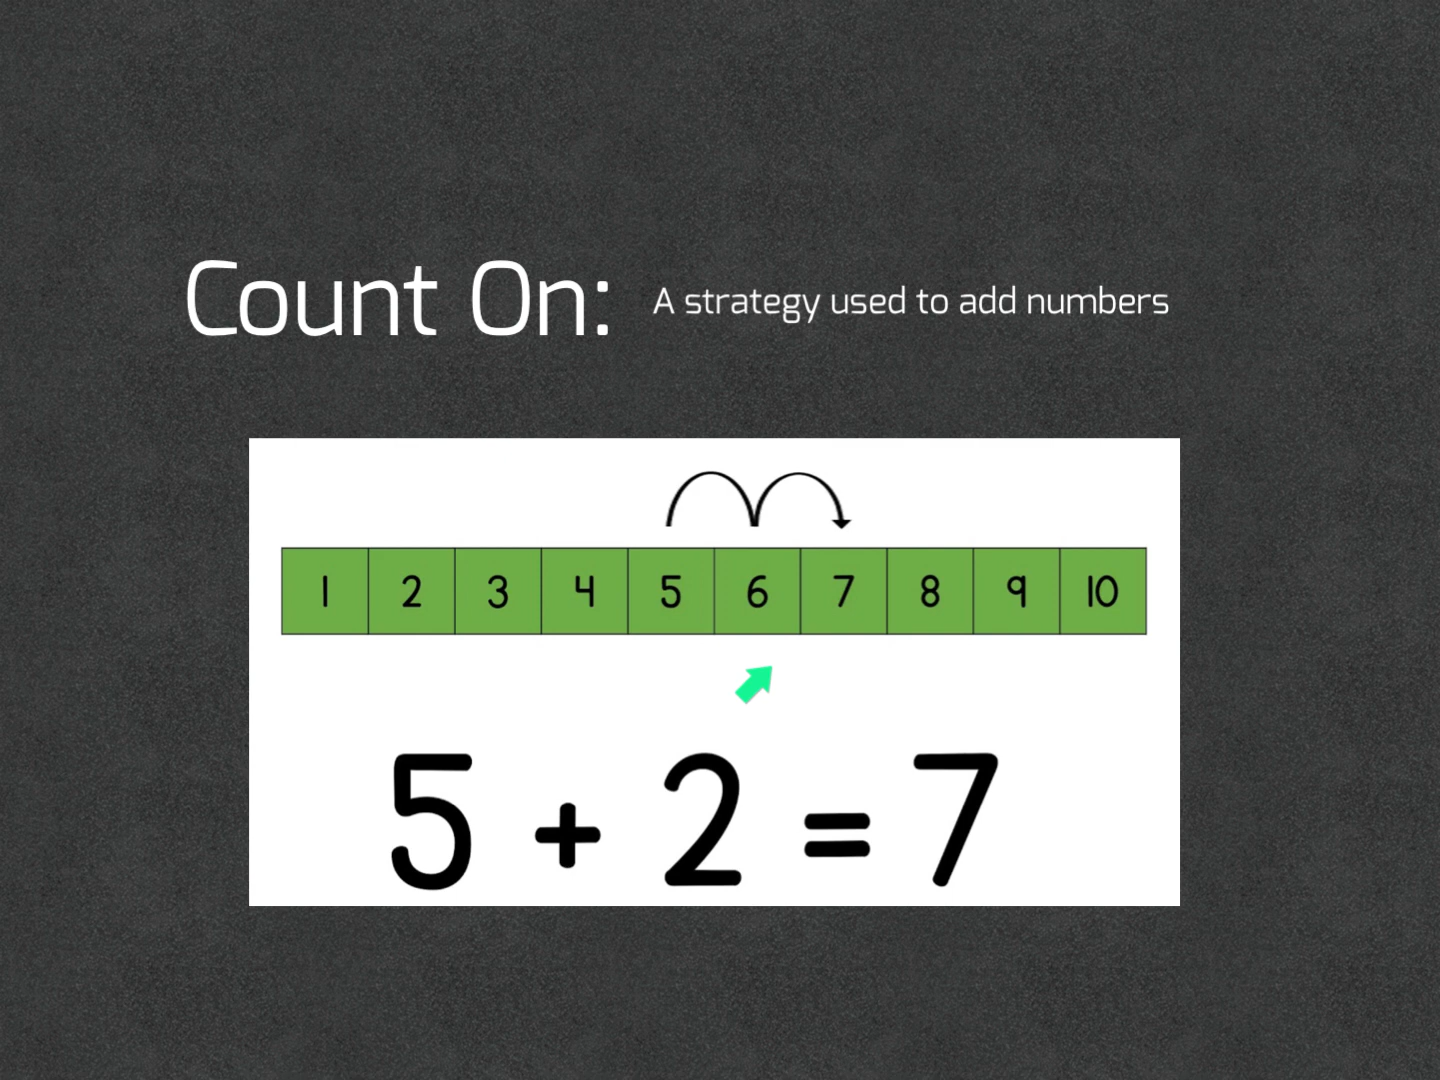 Count On: A strategy used to add numbers
1 2 3 4 5 6 7 8 9 10
5 + 2 = 7